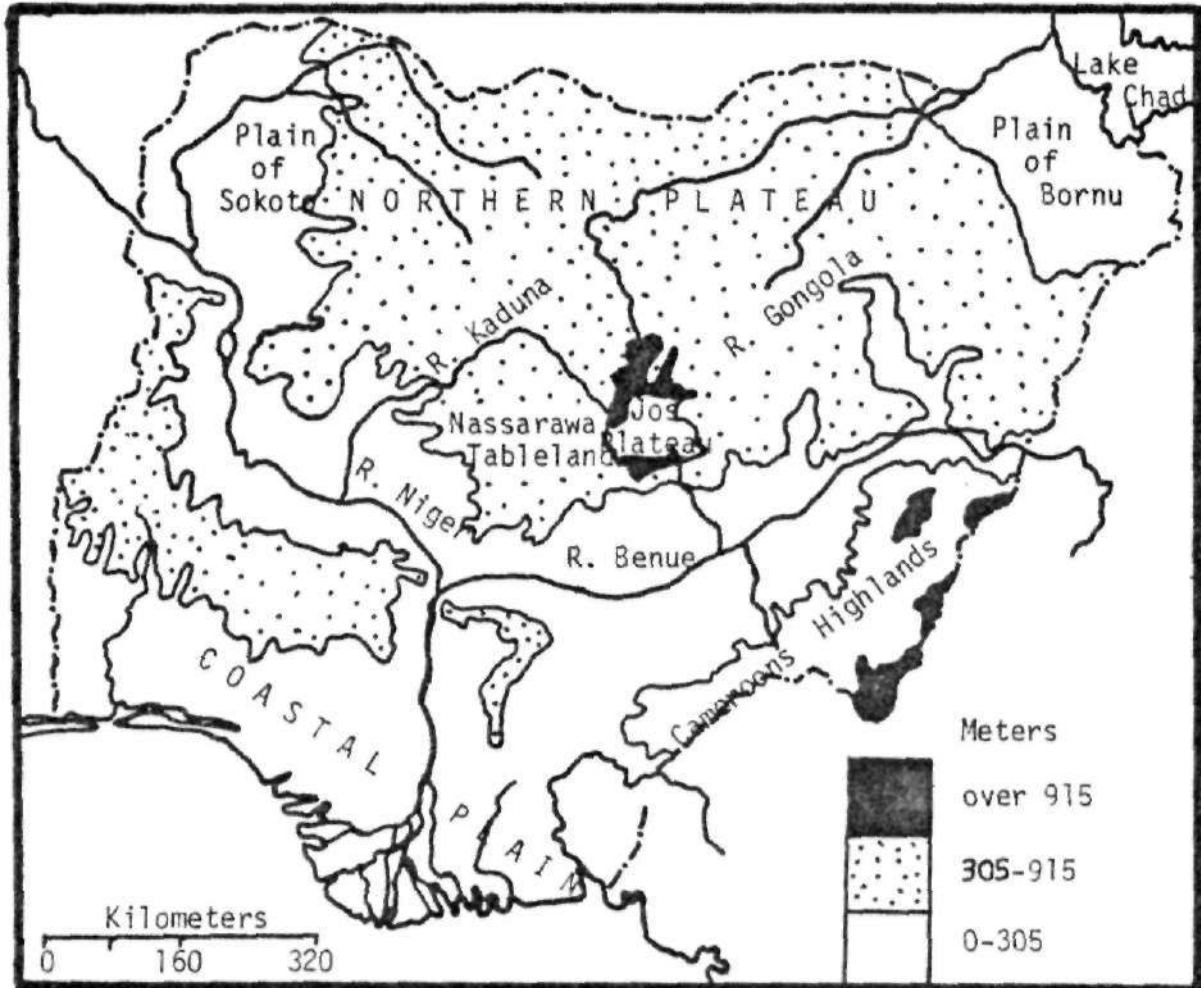 Lake
Chad
Plain
of
Sokoto
Plain
of
Bornu
NORTHERN PLATEAU
R. Kaduna
R. Gongola
Nassarawa
Tableland
Jos
Plateau
R. Niger
R. Benue
Cameroons Highlands
COASTAL
PLAIN
Meters
over 915
305-915
0-305
Kilometers
0 160 320